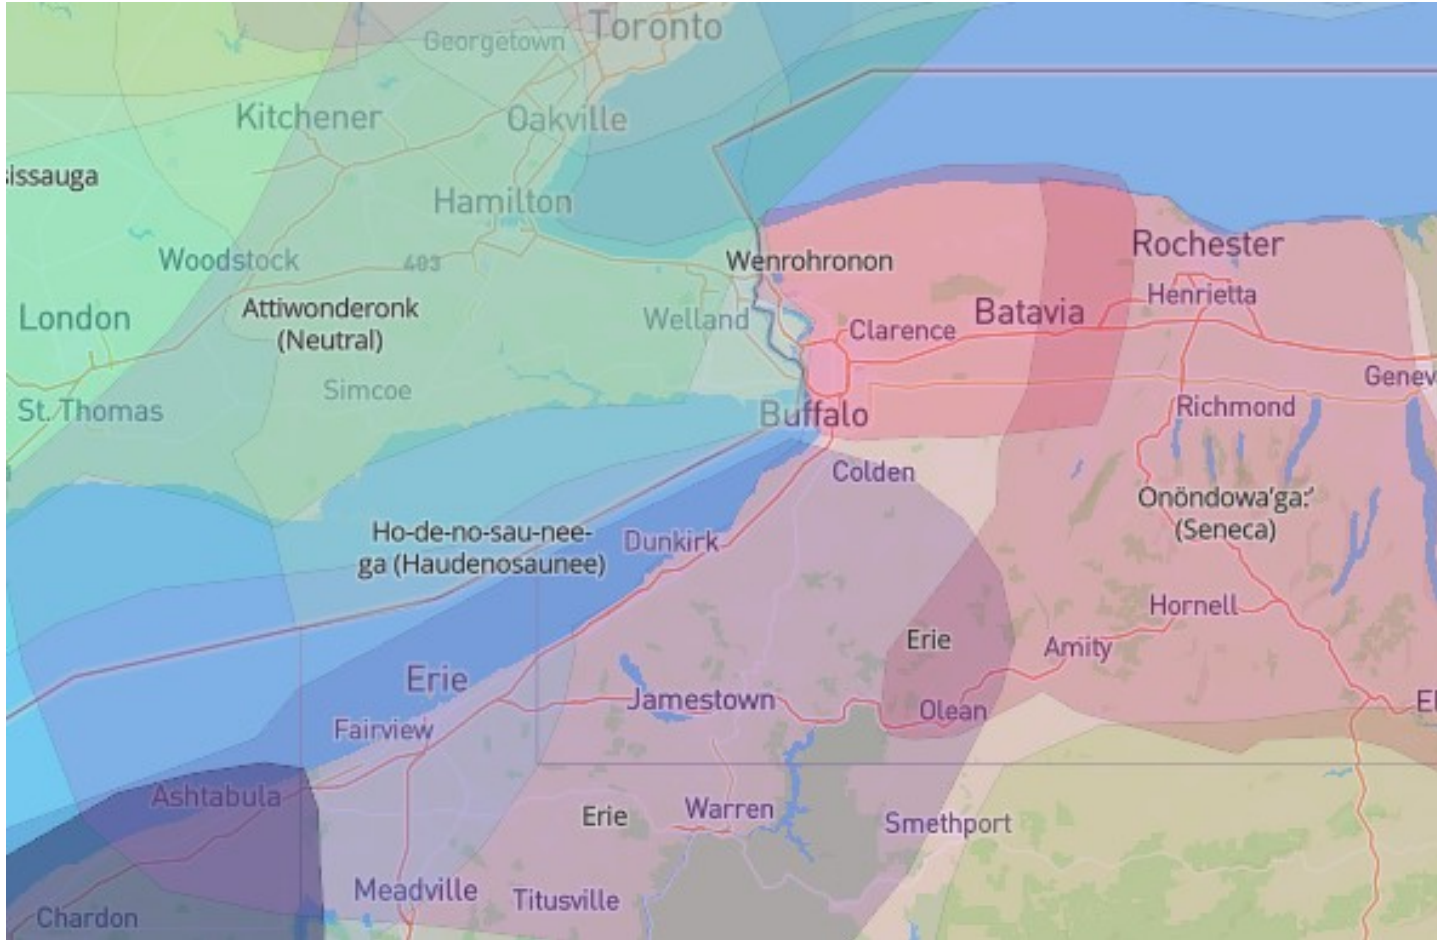 Toronto
Georgetown
Kitchener
Oakville
sissauga
Hamilton
Woodstock
403
Wenrohronon
Rochester
London
Attiwonderonk
(Neutral)
Welland
Batavia
Henrietta
Clarence
Simcoe
Genev
St. Thomas
Buffalo
Richmond
Colden
Onöndowa'ga:'
(Seneca)
Ho-de-no-sau-nee-
ga (Haudenosaunee)
Dunkirk
Hornell
Erie
Amity
Erie
Jamestown
Olean
El
Fairview
Ashtabula
Erie
Warren
Smethport
Meadville
Titusville
Chardon